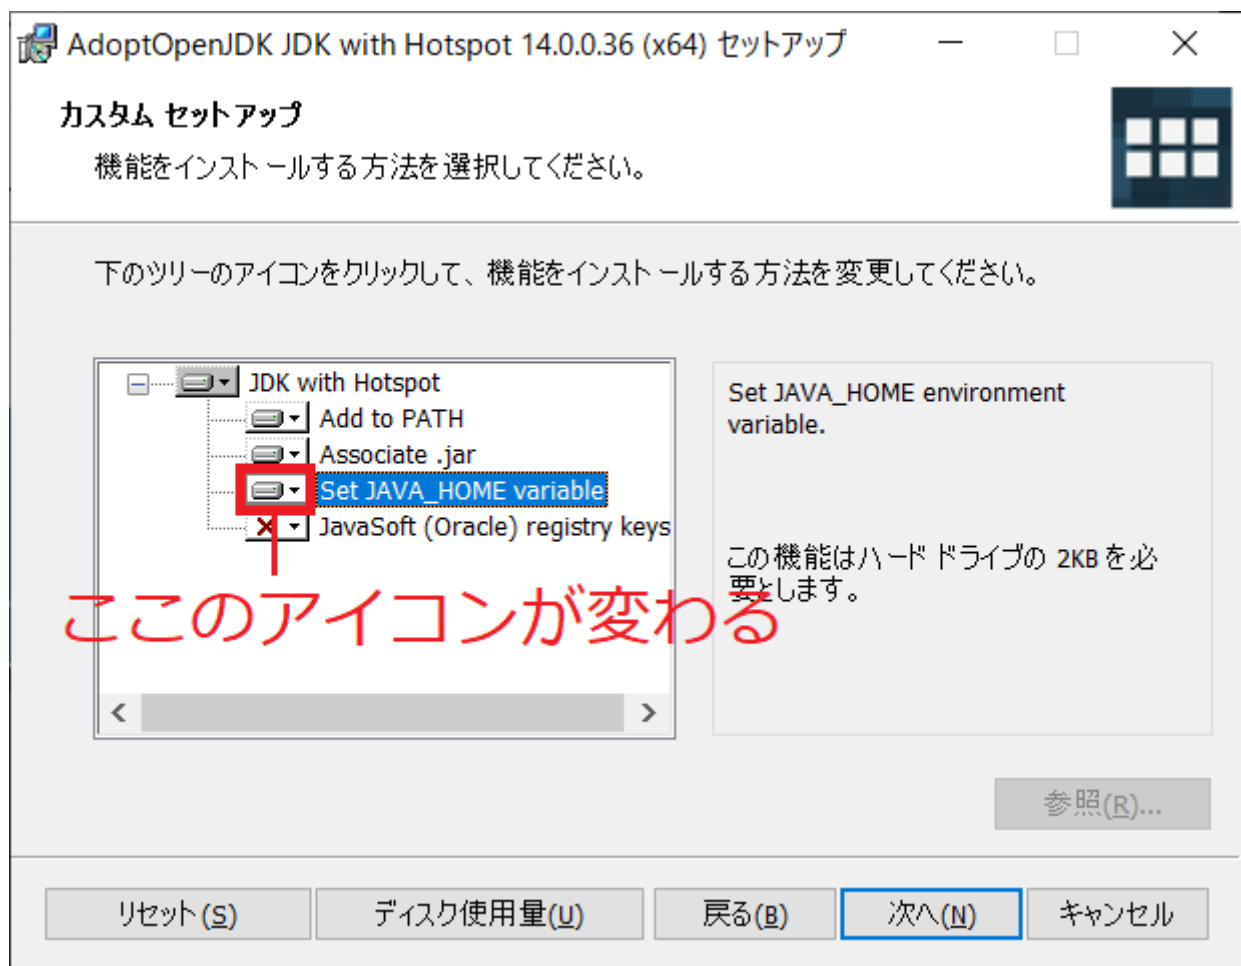 AdoptOpenJDK JDK with Hotspot 14.0.0.36 (x64) セットアップ
カスタム セットアップ
機能をインストールする方法を選択してください。
下のツリーのアイコンをクリックして、機能をインストールする方法を変更してください。
JDK with Hotspot
Add to PATH
Associate .jar
Set JAVA_HOME variable
JavaSoft (Oracle) registry keys
ここのアイコンが変わる
Set JAVA_HOME environment
variable.
この機能はハード ドライブの 2KB を必
要とします。
参照(R)...
リセット(S)
ディスク使用量(U)
戻る(B)
次へ(N)
キャンセル